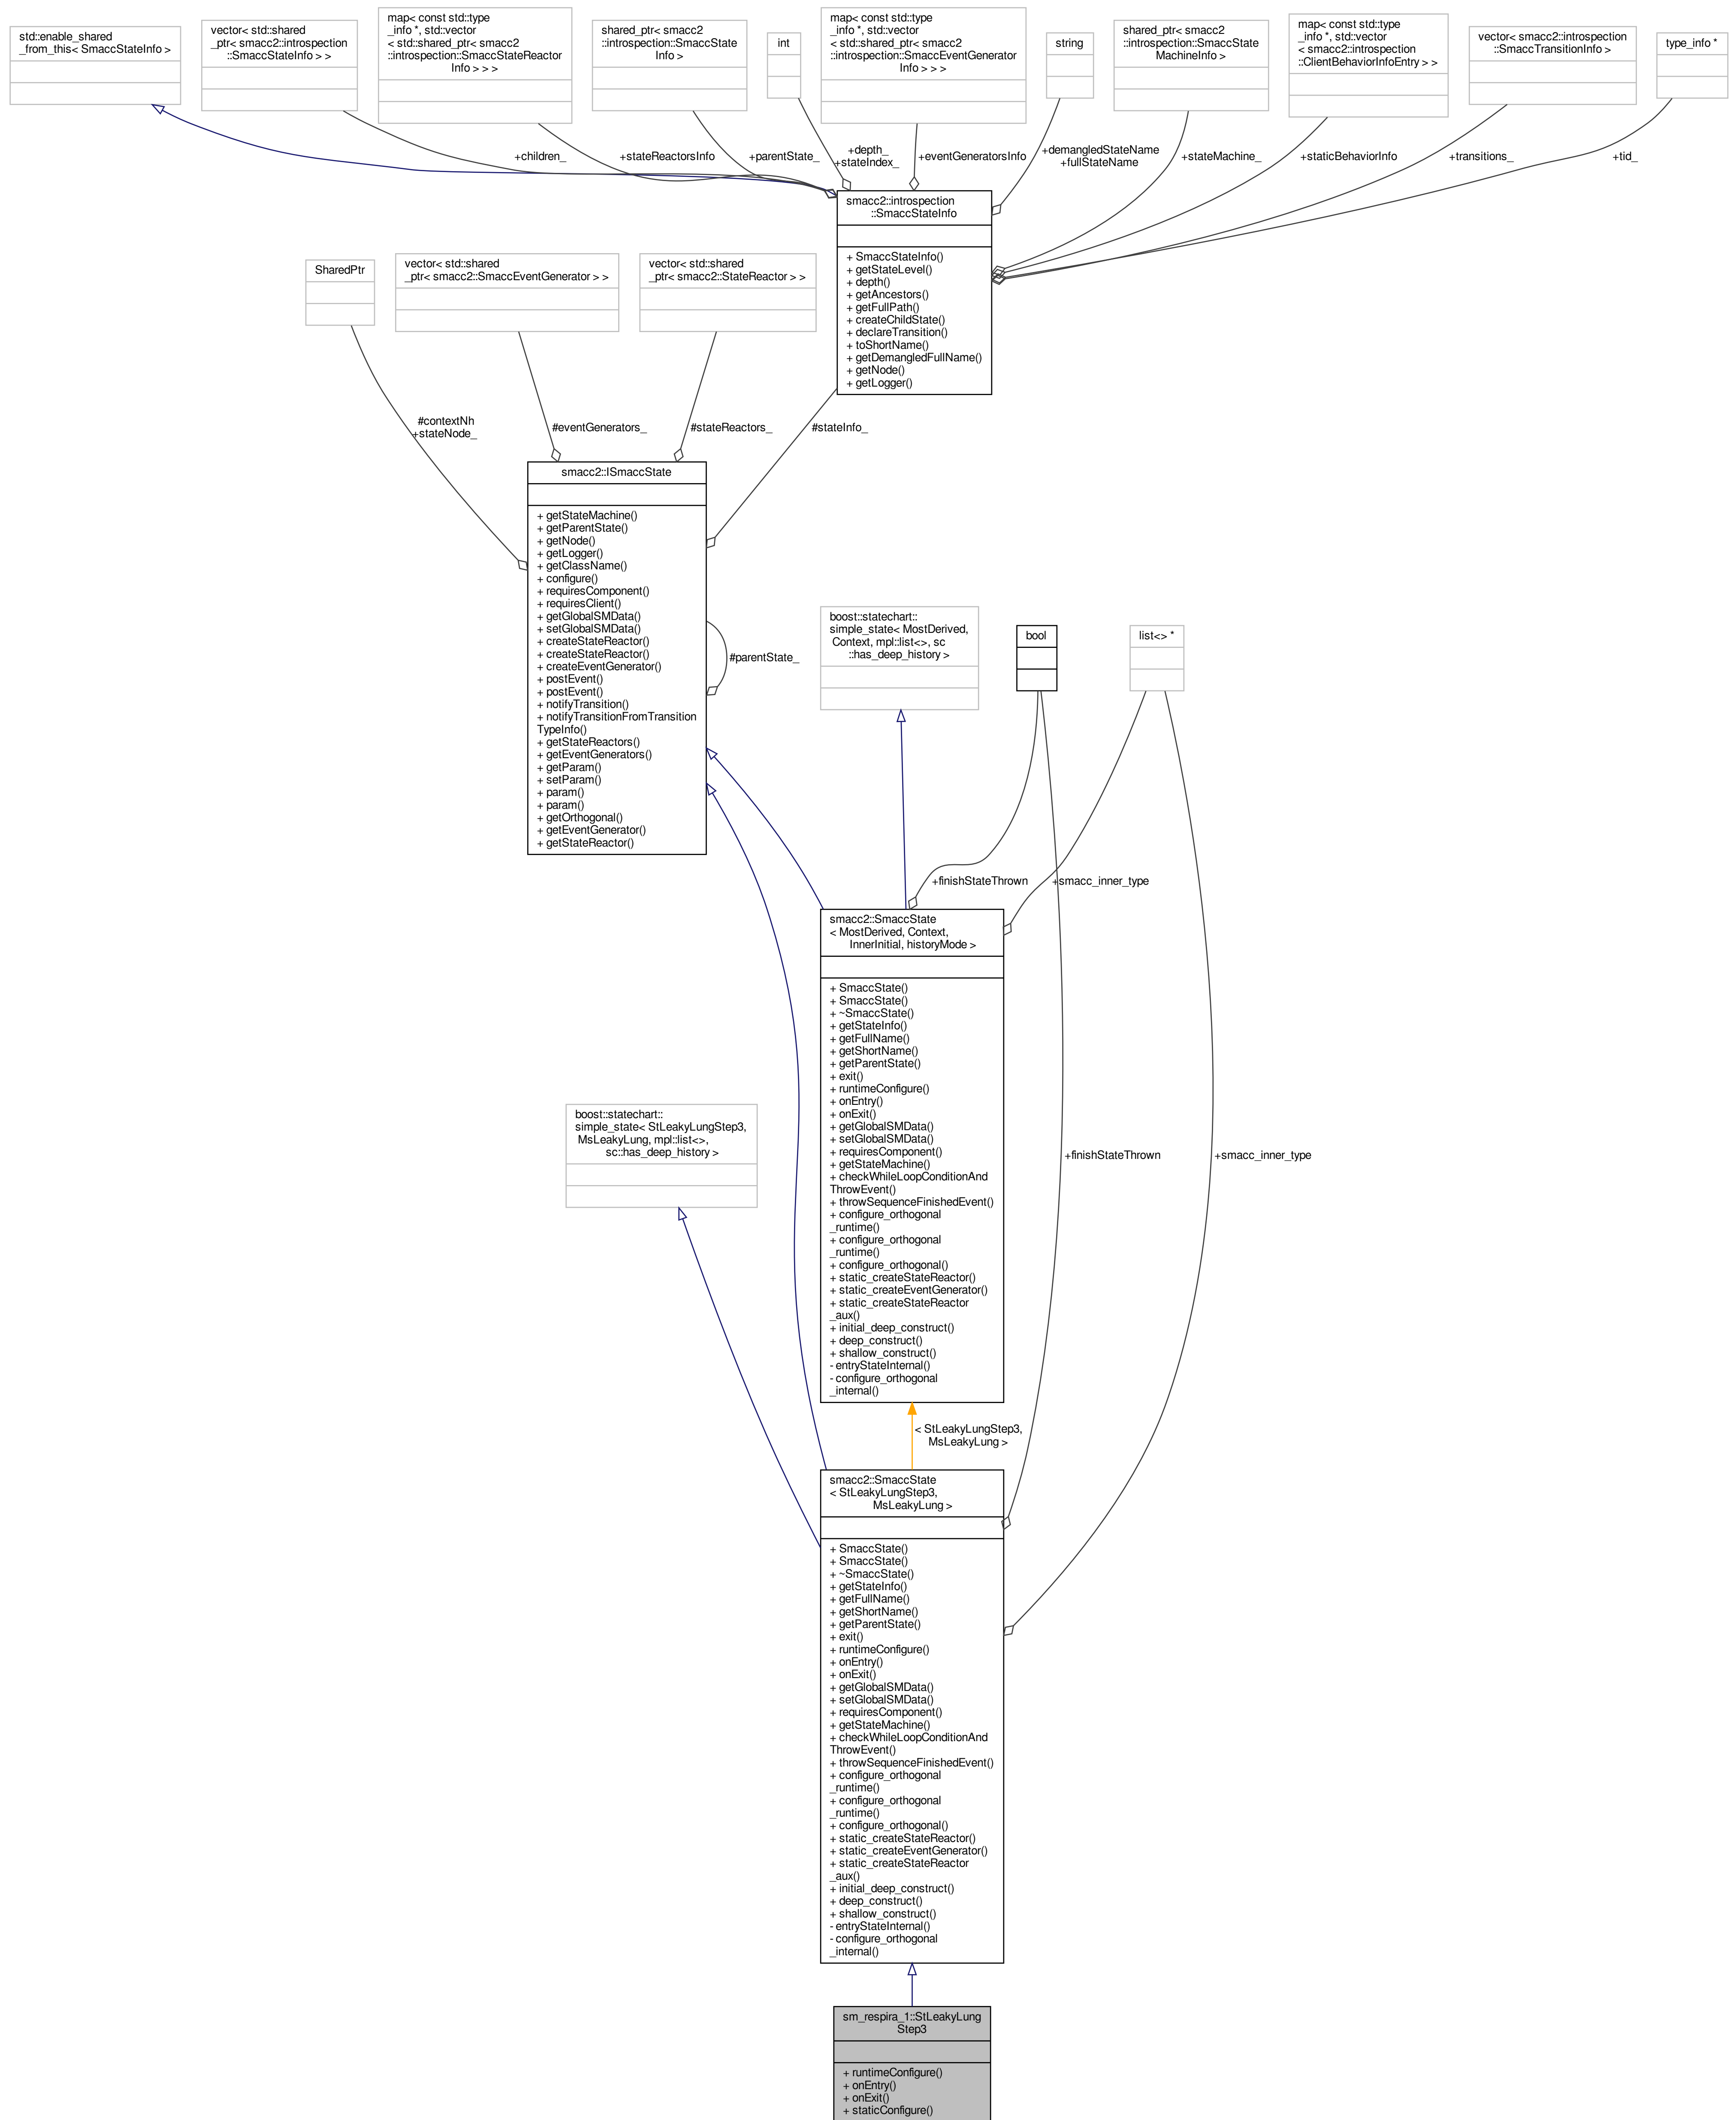 std::enable_shared
_from_this< SmaccStateInfo >
vector< std::shared
_ptr< smacc2::introspection
::SmaccStateInfo > >
map< const std::type
_info *, std::vector
< std::shared_ptr< smacc2
::introspection::SmaccStateReactor
Info > > >
shared_ptr< smacc2
::introspection::SmaccState
Info >
int
map< const std::type
_info *, std::vector
< std::shared_ptr< smacc2
::introspection::SmaccEventGenerator
Info > > >
string
shared_ptr< smacc2
::introspection::SmaccState
MachineInfo >
map< const std::type
_info *, std::vector
< smacc2::introspection
::ClientBehaviorInfoEntry > >
vector< smacc2::introspection
::SmaccTransitionInfo >
type_info *
+children_
+stateReactorsInfo
+parentState_
+depth_
+stateIndex_
+eventGeneratorsInfo
+demangledStateName
+fullStateName
+stateMachine_
+staticBehaviorInfo
+transitions_
+tid_
smacc2::introspection
::SmaccStateInfo
+ SmaccStateInfo()
+ getStateLevel()
+ depth()
+ getAncestors()
+ getFullPath()
+ createChildState()
+ declareTransition()
+ toShortName()
+ getDemangledFullName()
+ getNode()
+ getLogger()
SharedPtr
vector< std::shared
_ptr< smacc2::SmaccEventGenerator > >
vector< std::shared
_ptr< smacc2::StateReactor > >
#contextNh
+stateNode_
#eventGenerators_
#stateReactors_
#stateInfo_
smacc2::ISmaccState
+ getStateMachine()
+ getParentState()
+ getNode()
+ getLogger()
+ getClassName()
+ configure()
+ requiresComponent()
+ requiresClient()
+ getGlobalSMData()
+ setGlobalSMData()
+ createStateReactor()
+ createStateReactor()
+ createEventGenerator()
+ postEvent()
+ postEvent()
+ notifyTransition()
+ notifyTransitionFromTransition
TypeInfo()
+ getStateReactors()
+ getEventGenerators()
+ getParam()
+ setParam()
+ param()
+ param()
+ getOrthogonal()
+ getEventGenerator()
+ getStateReactor()
#parentState_
boost::statechart::
simple_state< MostDerived,
Context, mpl::list<>, sc
::has_deep_history >
bool
list<> *
+finishStateThrown
+smacc_inner_type
smacc2::SmaccState
< MostDerived, Context,
InnerInitial, historyMode >
+ SmaccState()
+ SmaccState()
+ ~SmaccState()
+ getStateInfo()
+ getFullName()
+ getShortName()
+ getParentState()
+ exit()
+ runtimeConfigure()
+ onEntry()
+ onExit()
+ getGlobalSMData()
+ setGlobalSMData()
+ requiresComponent()
+ getStateMachine()
+ checkWhileLoopConditionAnd
ThrowEvent()
+ throwSequenceFinishedEvent()
+ configure_orthogonal
_runtime()
+ configure_orthogonal
_runtime()
+ configure_orthogonal()
+ static_createStateReactor()
+ static_createEventGenerator()
+ static_createStateReactor
_aux()
+ initial_deep_construct()
+ deep_construct()
+ shallow_construct()
- entryStateInternal()
- configure_orthogonal
_internal()
boost::statechart::
simple_state< StLeakyLungStep3,
MsLeakyLung, mpl::list<>,
sc::has_deep_history >
+finishStateThrown
+smacc_inner_type
< StLeakyLungStep3,
MsLeakyLung >
smacc2::SmaccState
< StLeakyLungStep3,
MsLeakyLung >
+ SmaccState()
+ SmaccState()
+ ~SmaccState()
+ getStateInfo()
+ getFullName()
+ getShortName()
+ getParentState()
+ exit()
+ runtimeConfigure()
+ onEntry()
+ onExit()
+ getGlobalSMData()
+ setGlobalSMData()
+ requiresComponent()
+ getStateMachine()
+ checkWhileLoopConditionAnd
ThrowEvent()
+ throwSequenceFinishedEvent()
+ configure_orthogonal
_runtime()
+ configure_orthogonal
_runtime()
+ configure_orthogonal()
+ static_createStateReactor()
+ static_createEventGenerator()
+ static_createStateReactor
_aux()
+ initial_deep_construct()
+ deep_construct()
+ shallow_construct()
- entryStateInternal()
- configure_orthogonal
_internal()
sm_respira_1::StLeakyLung
Step3
+ runtimeConfigure()
+ onEntry()
+ onExit()
+ staticConfigure()